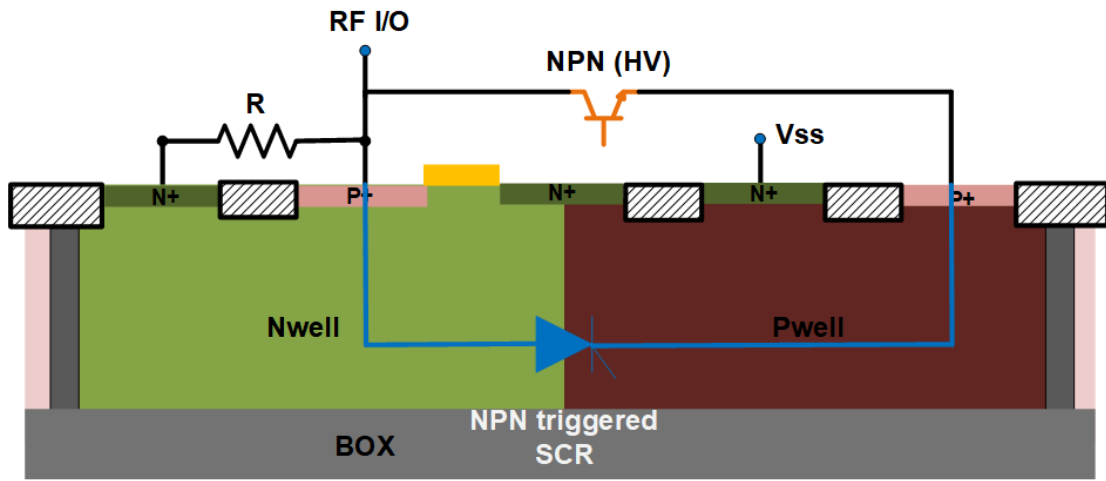 RF I/O
NPN (HV)
R
Vss
N+
P+
N+
N+
P+
Nwell
Pwell
NPN triggered
SCR
BOX